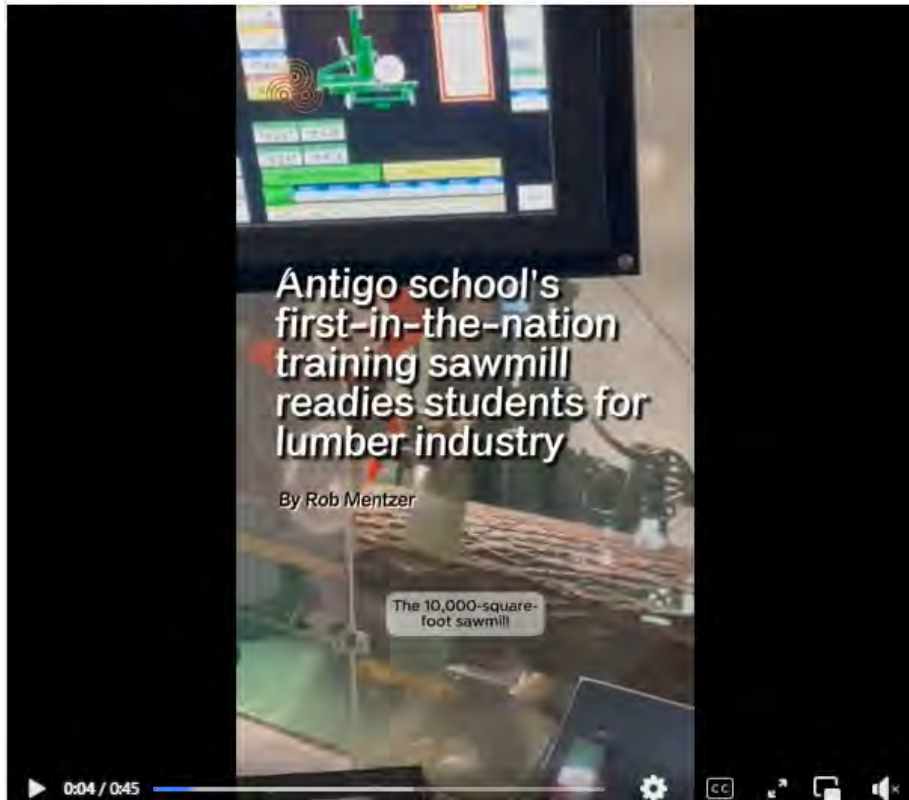 Antigo school's
first-in-the-nation
training sawmill
readies students for
lumber industry
By Rob Mentzer
The 10,000-square-
foot sawmill
0:04 / 0:45
CC